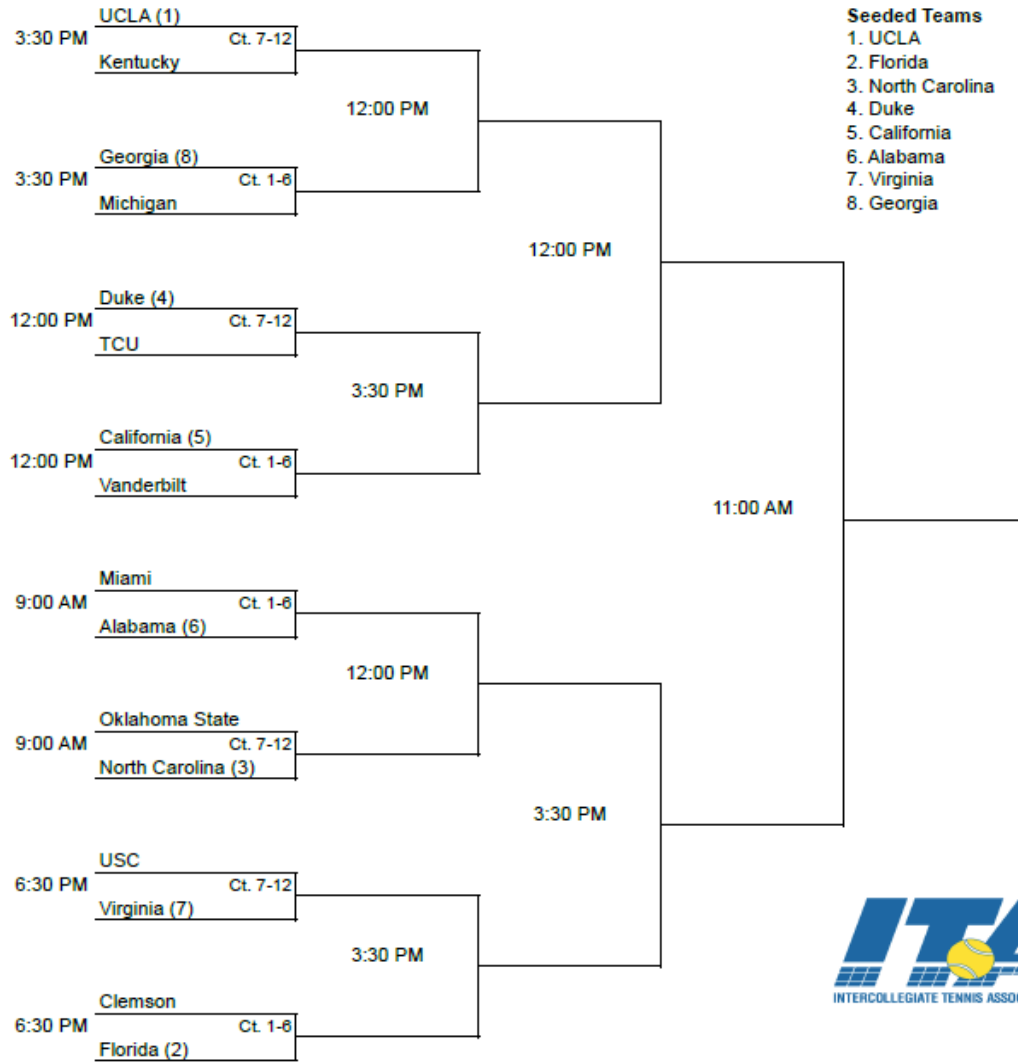 UCLA (1)
3:30 PM
Ct. 7-12
Kentucky
12:00 PM
Georgia (8)
3:30 PM
Ct. 1-6
Michigan
12:00 PM
Duke (4)
12:00 PM
Ct. 7-12
TCU
3:30 PM
California (5)
12:00 PM
Ct. 1-6
Vanderbilt
11:00 AM
Miami
9:00 AM
Ct. 1-6
Alabama (6)
12:00 PM
Oklahoma State
9:00 AM
Ct. 7-12
North Carolina (3)
3:30 PM
USC
6:30 PM
Ct. 7-12
Virginia (7)
3:30 PM
Clemson
6:30 PM
Ct. 1-6
Florida (2)
Seeded Teams
1. UCLA
2. Florida
3. North Carolina
4. Duke
5. California
6. Alabama
7. Virginia
8. Georgia
ITA
INTERCOLLEGIATE TENNIS